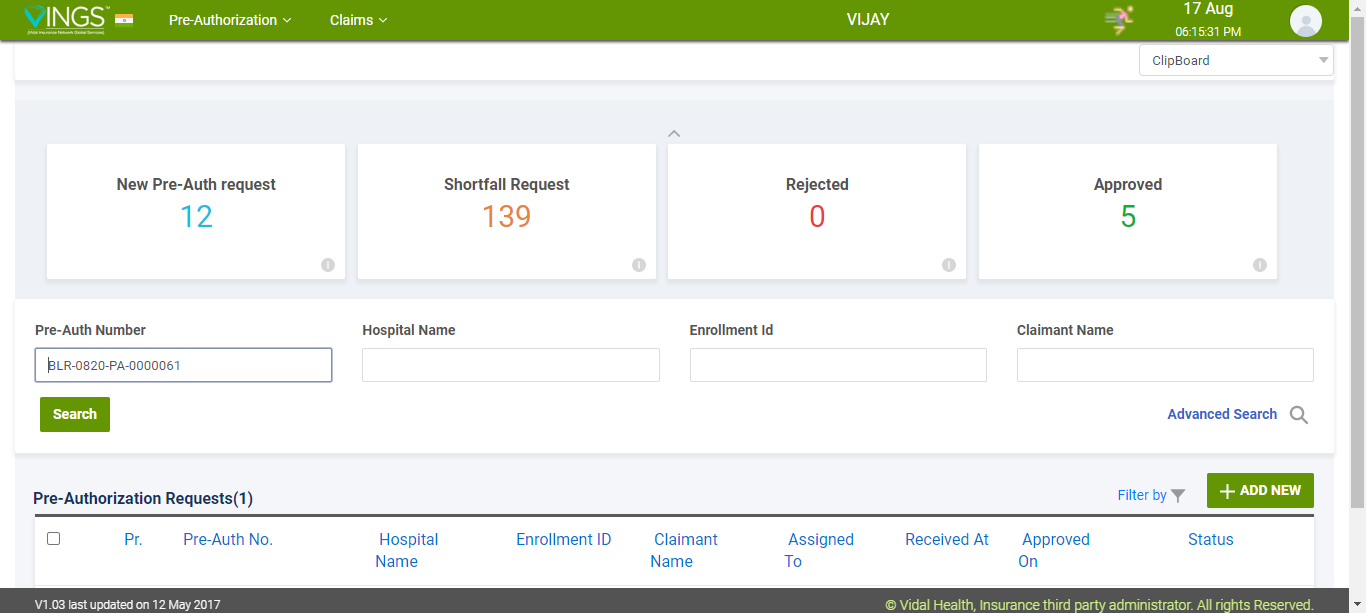 VINGS™
(Vidal Insurance Network Global Services)
Pre-Authorization
Claims
VIJAY
17 Aug
06:15:31 PM
ClipBoard
New Pre-Auth request
12
Shortfall Request
139
Rejected
0
Approved
5
Pre-Auth Number
Hospital Name
Enrollment Id
Claimant Name
BLR-0820-PA-0000061
Search
Advanced Search
Pre-Authorization Requests(1)
Filter by
ADD NEW
Pr.
Pre-Auth No.
Hospital
Name
Enrollment ID
Claimant
Name
Assigned
To
Received At
Approved
On
Status
V1.03 last updated on 12 May 2017
© Vidal Health, Insurance third party administrator. All rights Reserved.